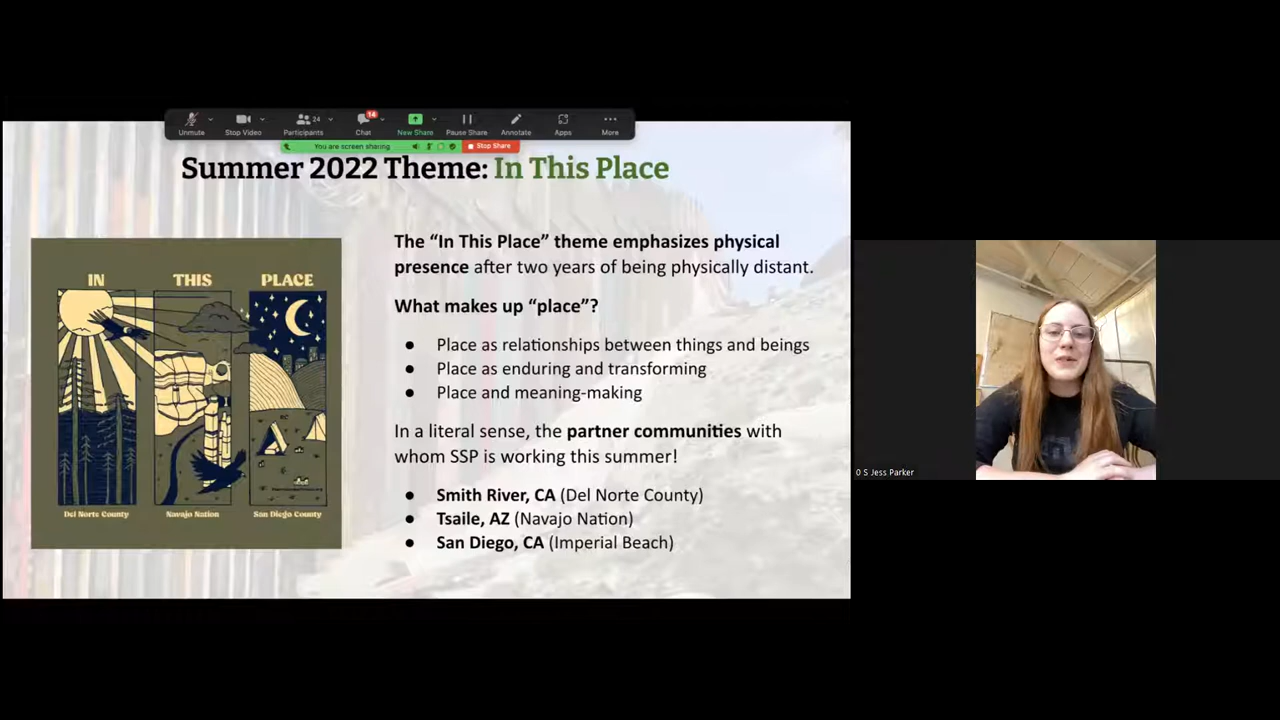 Unmute
Stop Video
24
Participants
14
Chat
New Share
Pause Share
Annotate
Apps
More
You are screen sharing
Stop Share
Summer 2022 Theme: In This Place
IN THIS PLACE
Del Norte County
Navajo Nation
San Diego County
The “In This Place” theme emphasizes physical
presence after two years of being physically distant.
What makes up “place”?
● Place as relationships between things and beings
● Place as enduring and transforming
● Place and meaning-making
In a literal sense, the partner communities with
whom SSP is working this summer!
● Smith River, CA (Del Norte County)
● Tsaile, AZ (Navajo Nation)
● San Diego, CA (Imperial Beach)
0 S Jess Parker